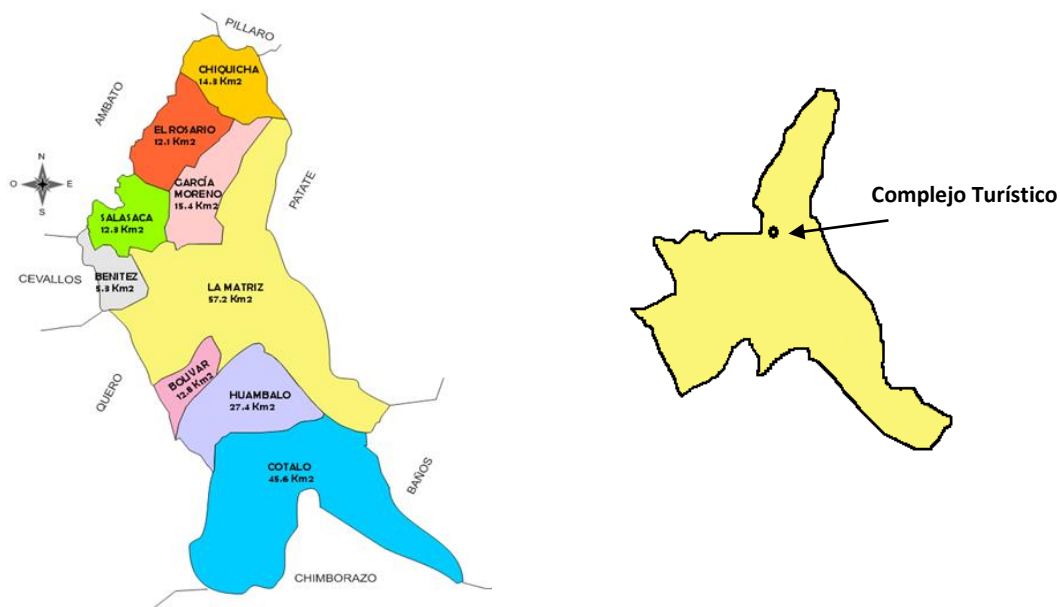 PILLARO
CHIQUICHA
14.3 Km2
AMBATO
EL ROSARIO
12.1 Km2
N
O
E
S
GARCÍA
MORENO
15.4 Km2
PATATE
SALASACA
12.3 Km2
CEVALLOS
BENITEZ
5.3 Km2
LA MATRIZ
57.2 Km2
QUERO
BOLIVAR
12.8 Km2
HUAMBALO
27.4 Km2
COTALO
45.6 Km2
BAÑOS
CHIMBORAZO
Complejo Turístico